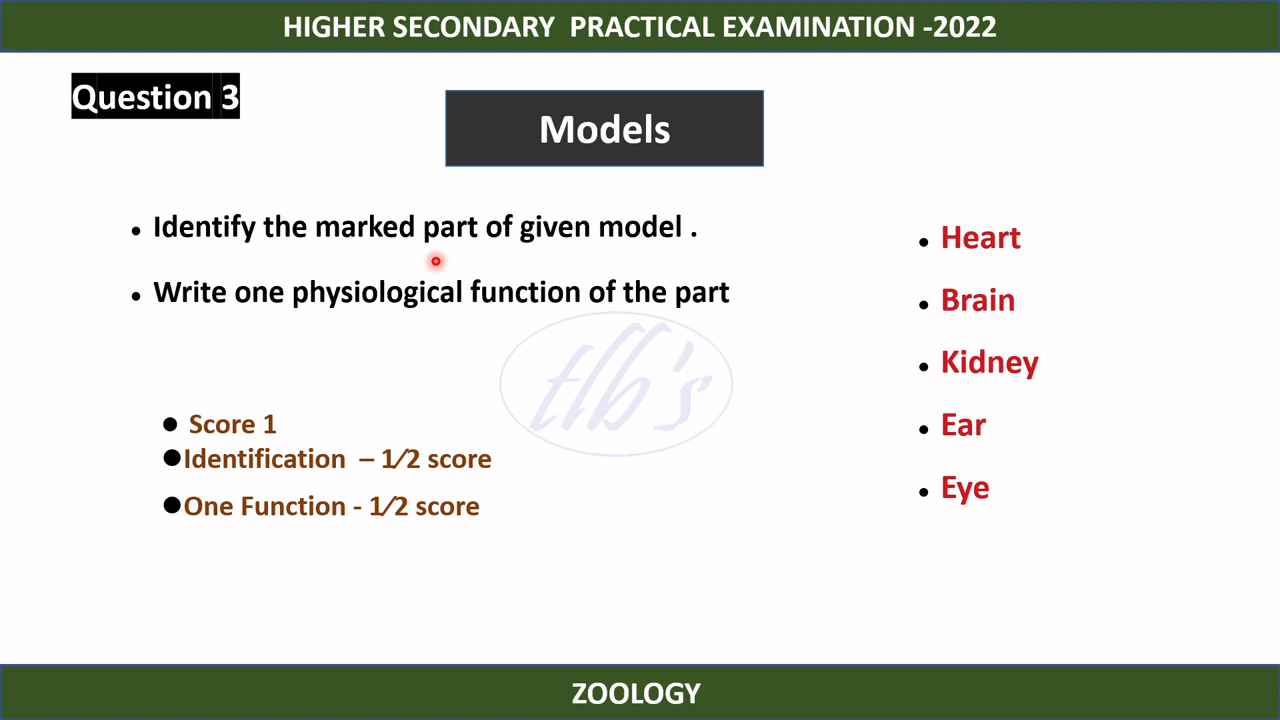 HIGHER SECONDARY PRACTICAL EXAMINATION -2022
Question 3
Models
• Identify the marked part of given model .
• Write one physiological function of the part
• Heart
• Brain
• Kidney
• Ear
• Eye
tlb's
● Score 1
●Identification – 1⁄2 score
●One Function - 1⁄2 score
ZOOLOGY